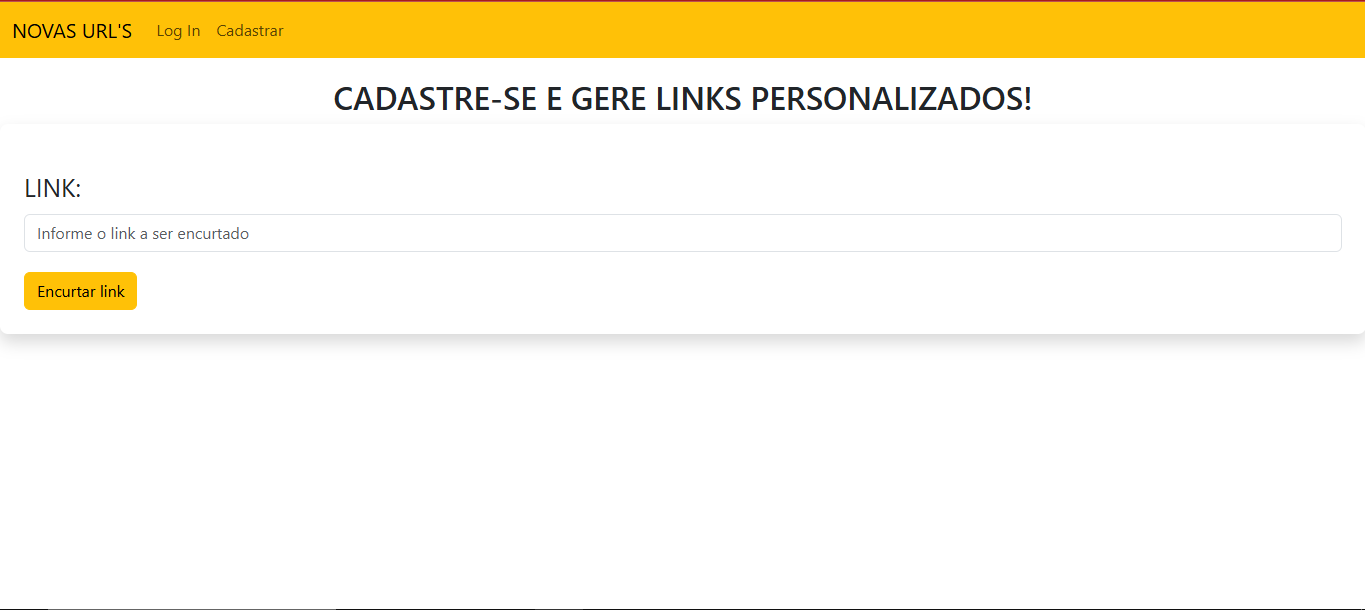 NOVAS URL'S Log In Cadastrar
CADASTRE-SE E GERE LINKS PERSONALIZADOS!
LINK:
Informe o link a ser encurtado
Encurtar link